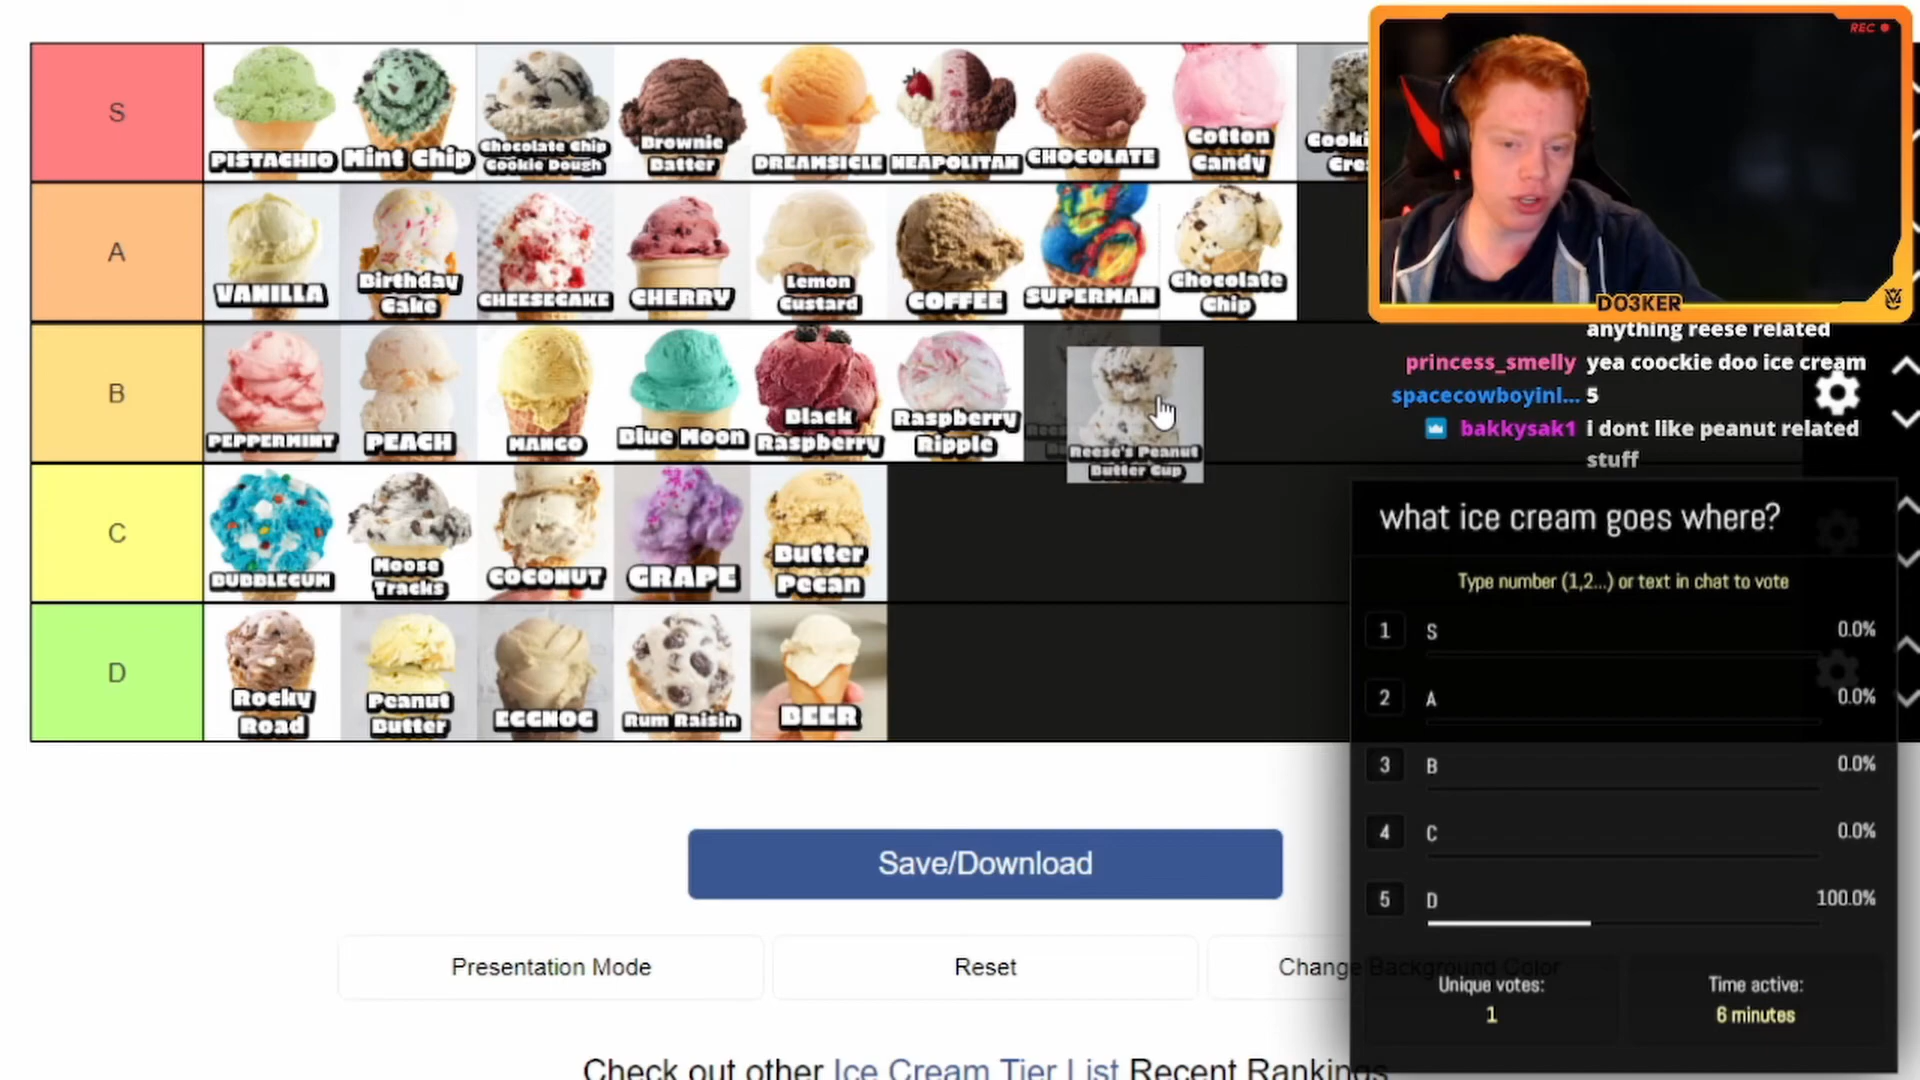 REC
S
PISTACHIO
Mint Chip
Chocolate Chip
Cookie Dough
Brownie
Batter
DREAMSICLE
NEAPOLITAN
CHOCOLATE
Cotton
Candy
Cooki
Cre
A
VANILLA
Birthday
Cake
CHEESECAKE
CHERRY
Lemon
Custard
COFFEE
SUPERMAN
Chocolate
Chip
DO3KER
anything reese related
princess_smelly yea coockie doo ice cream
spacecowboyinl... 5
bakkysak1 i dont like peanut related
stuff
B
PEPPERMINT
PEACH
MANGO
Blue Moon
Black
Raspberry
Raspberry
Ripple
Reese's Peanut
Butter Cup
C
BUBBLEGUM
Moose
Tracks
COCONUT
GRAPE
Butter
Pecan
D
Rocky
Road
Peanut
Butter
EGGNOG
Rum Raisin
BEER
what ice cream goes where?
Type number (1,2...) or text in chat to vote
1 S 0.0%
2 A 0.0%
3 B 0.0%
4 C 0.0%
5 D 100.0%
Unique votes:
1
Time active:
6 minutes
Save/Download
Presentation Mode
Reset
Change Background Color
Check out other Ice Cream Tier List Recent Rankings